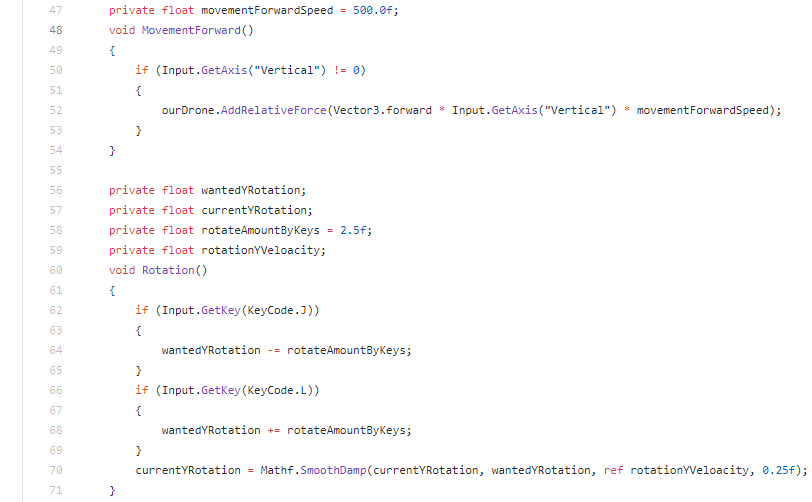 47 private float movementForwardSpeed = 500.0f;
48 void MovementForward()
49 {
50 if (Input.GetAxis("Vertical") != 0)
51 {
52 ourDrone.AddRelativeForce(Vector3.forward * Input.GetAxis("Vertical") * movementForwardSpeed);
53 }
54 }
55
56 private float wantedYRotation;
57 private float currentYRotation;
58 private float rotateAmountByKeys = 2.5f;
59 private float rotationYVeloacity;
60 void Rotation()
61 {
62 if (Input.GetKey(KeyCode.J))
63 {
64 wantedYRotation -= rotateAmountByKeys;
65 }
66 if (Input.GetKey(KeyCode.L))
67 {
68 wantedYRotation += rotateAmountByKeys;
69 }
70 currentYRotation = Mathf.SmoothDamp(currentYRotation, wantedYRotation, ref rotationYVeloacity, 0.25f);
71 }